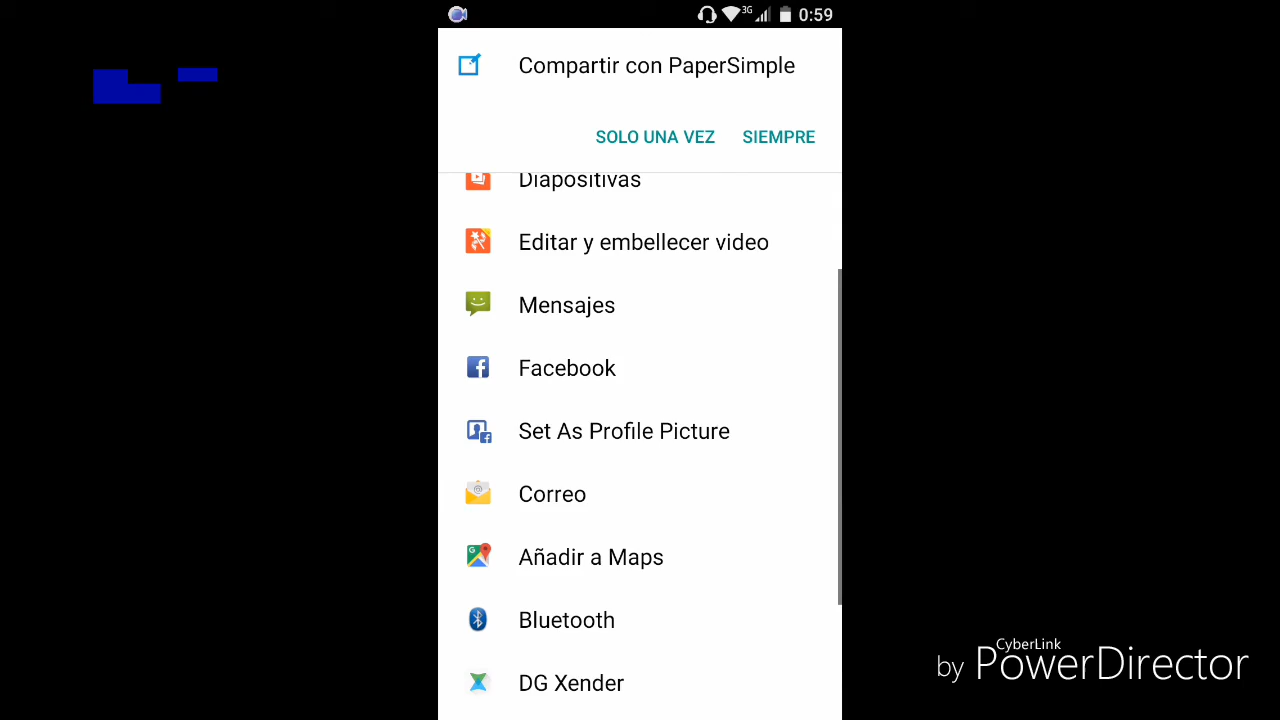 3G 0:59
Compartir con PaperSimple
SOLO UNA VEZ SIEMPRE
Diapositivas
Editar y embellecer video
Mensajes
Facebook
Set As Profile Picture
Correo
Añadir a Maps
Bluetooth
DG Xender
CyberLink
by PowerDirector